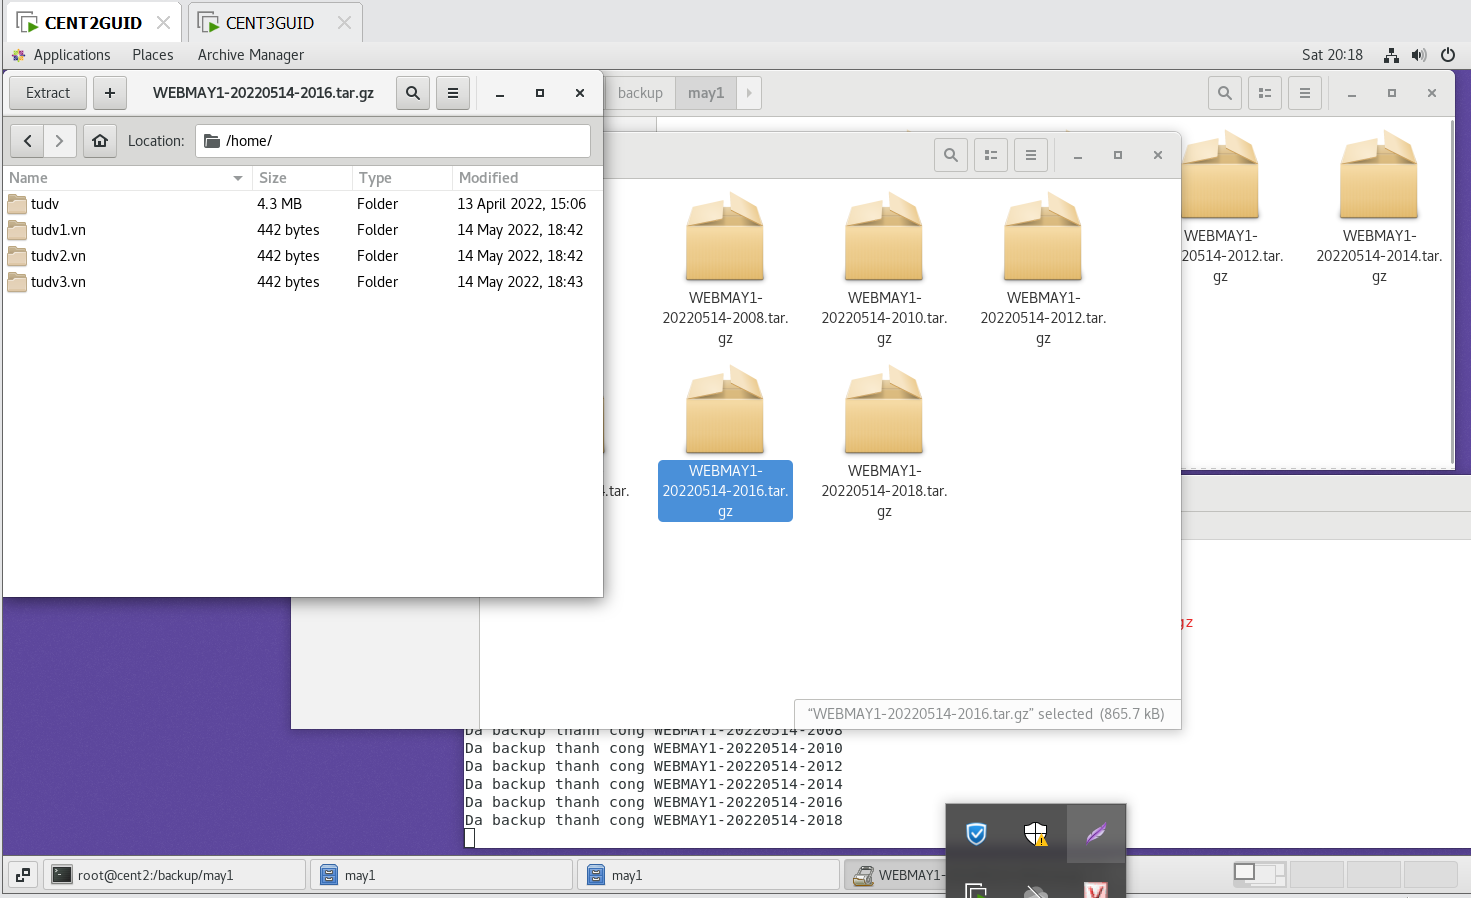 CENT2GUID
CENT3GUID
Applications Places Archive Manager
Sat 20:18
Extract
WEBMAY1-20220514-2016.tar.gz
backup may1
Location: /home/
Name Size Type Modified
tudv 4.3 MB Folder 13 April 2022, 15:06
tudv1.vn 442 bytes Folder 14 May 2022, 18:42
tudv2.vn 442 bytes Folder 14 May 2022, 18:42
tudv3.vn 442 bytes Folder 14 May 2022, 18:43
WEBMAY1-
20220514-2008.tar.
gz
WEBMAY1-
20220514-2010.tar.
gz
WEBMAY1-
20220514-2012.tar.
gz
WEBMAY1-
514-2012.tar.
gz
WEBMAY1-
20220514-2014.tar.
gz
.tar.
WEBMAY1-
20220514-2016.tar.
gz
WEBMAY1-
20220514-2018.tar.
gz
gz
“WEBMAY1-20220514-2016.tar.gz” selected (865.7 kB)
Da backup thanh cong WEBMAY1-20220514-2008
Da backup thanh cong WEBMAY1-20220514-2010
Da backup thanh cong WEBMAY1-20220514-2012
Da backup thanh cong WEBMAY1-20220514-2014
Da backup thanh cong WEBMAY1-20220514-2016
Da backup thanh cong WEBMAY1-20220514-2018
root@cent2:/backup/may1
may1
may1
WEBMAY1-